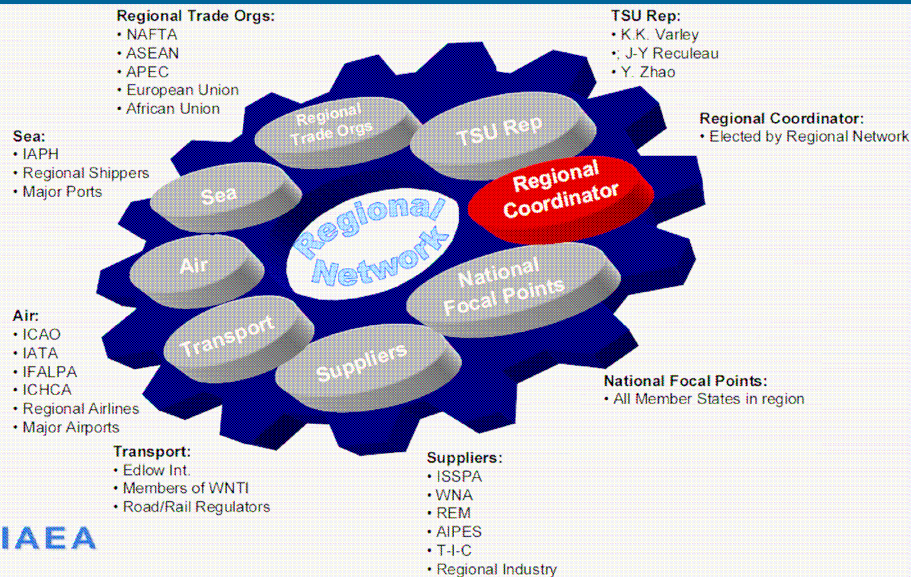 Regional Trade Orgs:
• NAFTA
• ASEAN
• APEC
• European Union
• African Union
TSU Rep:
• K.K. Varley
•; J-Y Reculeau
• Y. Zhao
Regional Coordinator:
• Elected by Regional Network
Sea:
• IAPH
• Regional Shippers
• Major Ports
Regional
Trade Orgs
TSU Rep
Regional
Coordinator
Sea
Regional
Network
Air
National
Focal Points
Transport
Suppliers
Air:
• ICAO
• IATA
• IFALPA
• ICHCA
• Regional Airlines
• Major Airports
National Focal Points:
• All Member States in region
Transport:
• Edlow Int.
• Members of WNTI
• Road/Rail Regulators
Suppliers:
• ISSPA
• WNA
• REM
• AIPES
• T-I-C
• Regional Industry
IAEA